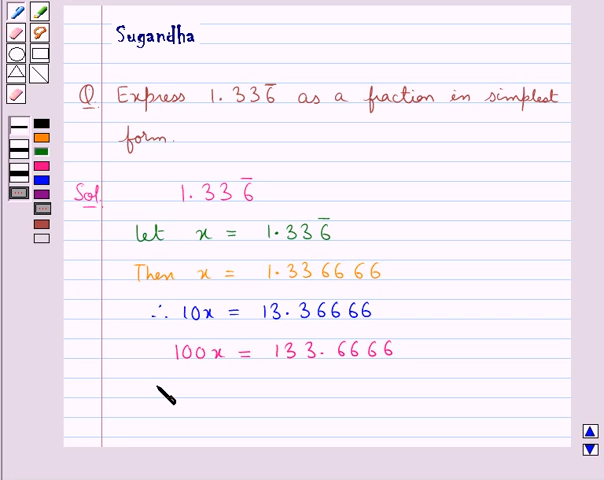 Sugandha
Q Express 1.336̅ as a fraction in simplest
form.
Sol. 1.336̅
Let x = 1.336̅
Then x = 1.336666
∴ 10x = 13.36666
100x = 133.6666